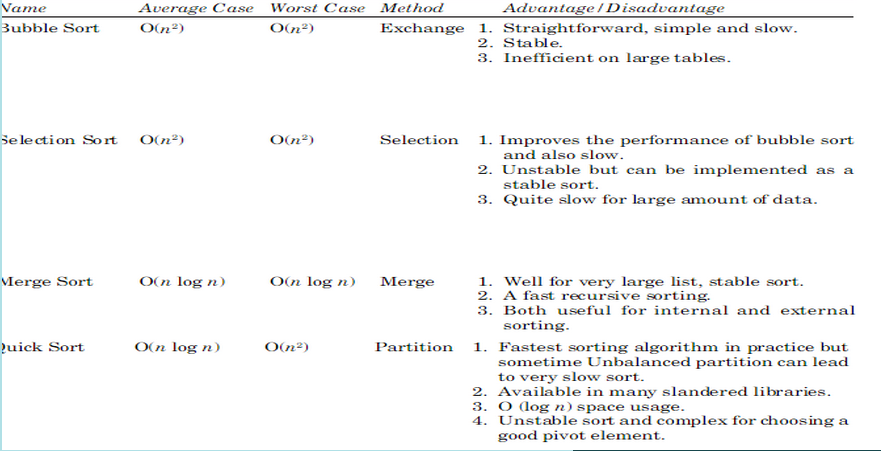 Name Average Case Worst Case Method Advantage/Disadvantage
Bubble Sort O(n²) O(n²) Exchange 1. Straightforward, simple and slow.
2. Stable.
3. Inefficient on large tables.
Selection Sort O(n²) O(n²) Selection 1. Improves the performance of bubble sort
and also slow.
2. Unstable but can be implemented as a
stable sort.
3. Quite slow for large amount of data.
Merge Sort O(n log n) O(n log n) Merge 1. Well for very large list, stable sort.
2. A fast recursive sorting.
3. Both useful for internal and external
sorting.
Quick Sort O(n log n) O(n²) Partition 1. Fastest sorting algorithm in practice but
sometime Unbalanced partition can lead
to very slow sort.
2. Available in many slandered libraries.
3. O (log n) space usage.
4. Unstable sort and complex for choosing a
good pivot element.